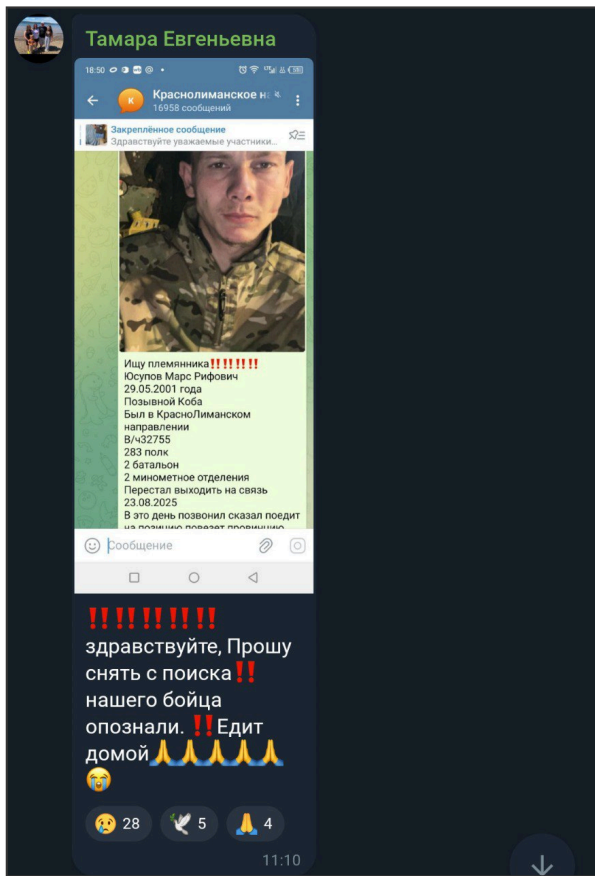 Тамара Евгеньевна
18:50
Краснолиманское на
16958 сообщений
Закреплённое сообщение
Здравствуйте уважаемые участники...
Ищу племянника‼️‼️‼️‼️
Юсупов Марс Рифович
29.05.2001 года
Позывной Коба
Был в КрасноЛиманском
направлении
В/ч32755
283 полк
2 батальон
2 минометное отделения
Перестал выходить на связь
23.08.2025
В это день позвонил сказал поедит
на позицию повезет провинцию
Сообщение
‼️‼️‼️‼️‼️
здравствуйте, Прошу
снять с поиска‼️
нашего бойца
опознали. ‼️Едит
домой🙏🙏🙏🙏🙏
😭
😢 28 🕊 5 🙏 4
11:10